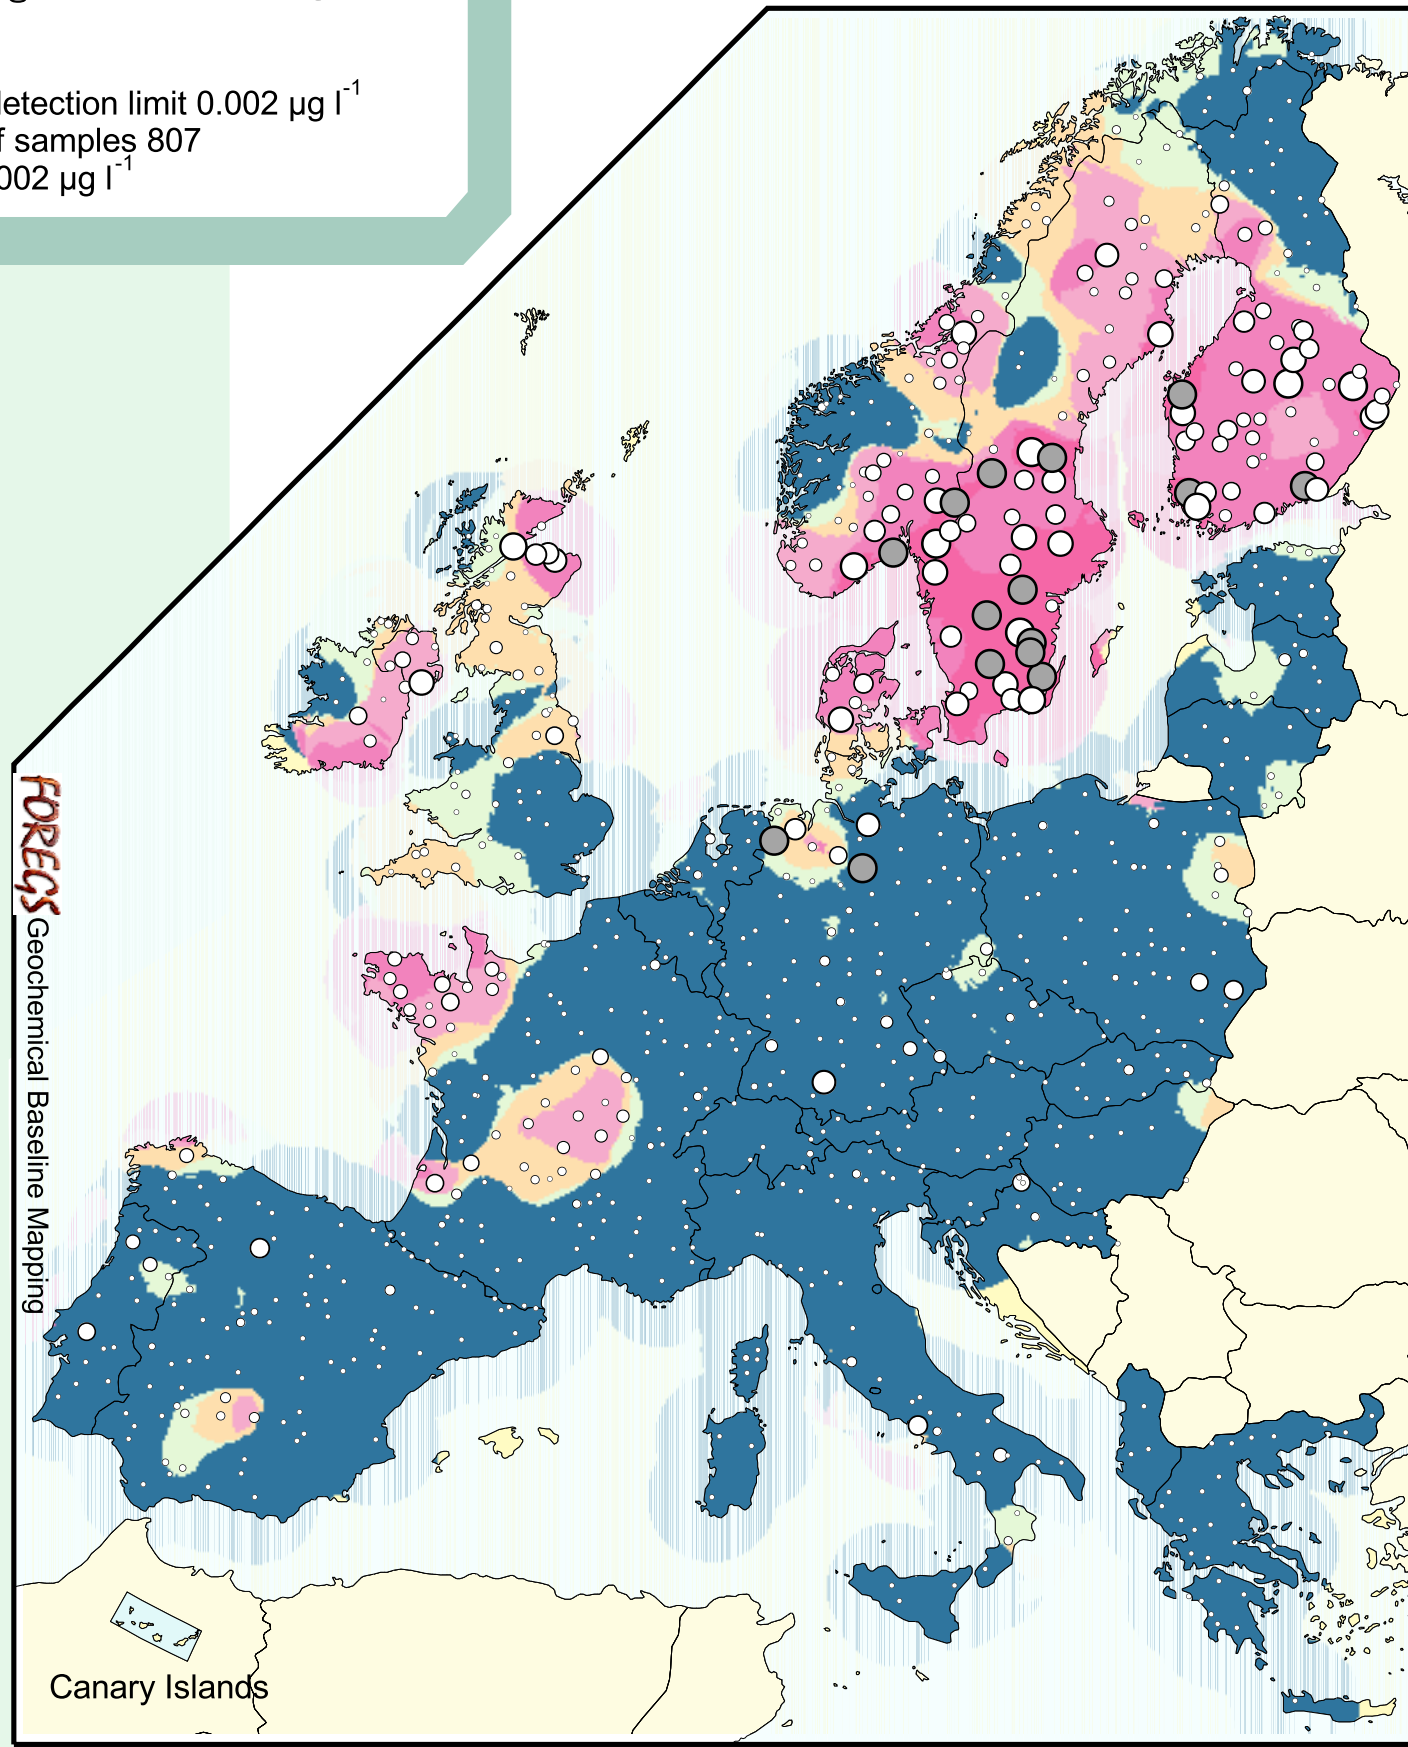 detection limit 0.002 µg l⁻¹
f samples 807
002 µg l⁻¹
FOREGS Geochemical Baseline Mapping
Canary Islands